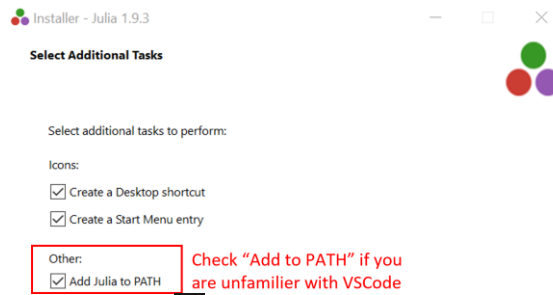 Installer - Julia 1.9.3
Select Additional Tasks
Select additional tasks to perform:
Icons:
Create a Desktop shortcut
Create a Start Menu entry
Other:
Add Julia to PATH
Check “Add to PATH” if you
are unfamilier with VSCode